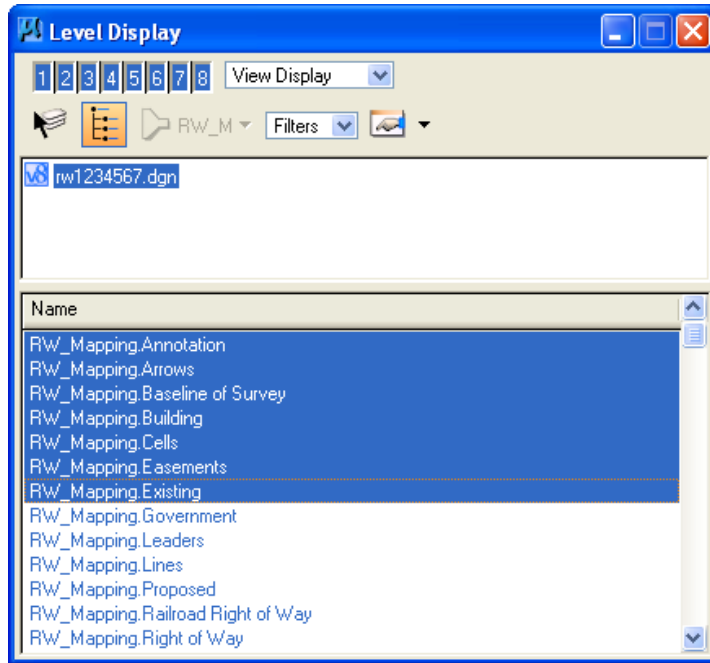 Level Display
1 2 3 4 5 6 7 8 View Display
RW_M Filters
v8 rw1234567.dgn
Name
RW_Mapping.Annotation
RW_Mapping.Arrows
RW_Mapping.Baseline of Survey
RW_Mapping.Building
RW_Mapping.Cells
RW_Mapping.Easements
RW_Mapping.Existing
RW_Mapping.Government
RW_Mapping.Leaders
RW_Mapping.Lines
RW_Mapping.Proposed
RW_Mapping.Railroad Right of Way
RW_Mapping.Right of Way